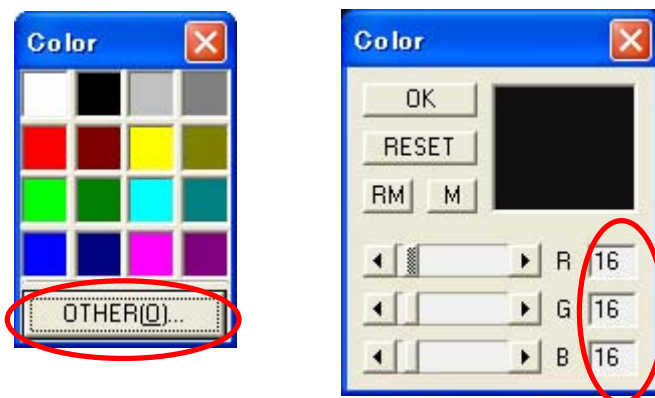 Color
OTHER(O)...
Color
OK
RESET
RM M
R 16
G 16
B 16